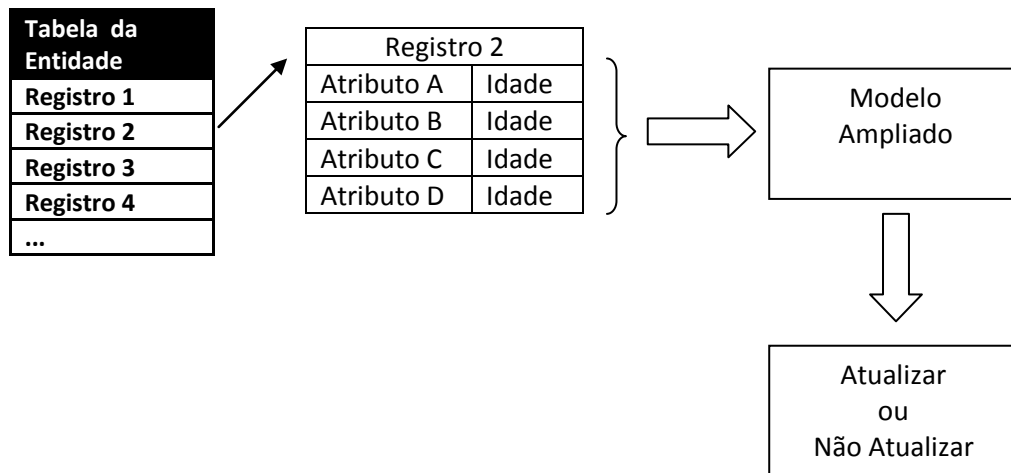 Tabela da
Entidade
Registro 1
Registro 2
Registro 3
Registro 4
...
Registro 2
Atributo A Idade
Atributo B Idade
Atributo C Idade
Atributo D Idade
Modelo
Ampliado
Atualizar
ou
Não Atualizar